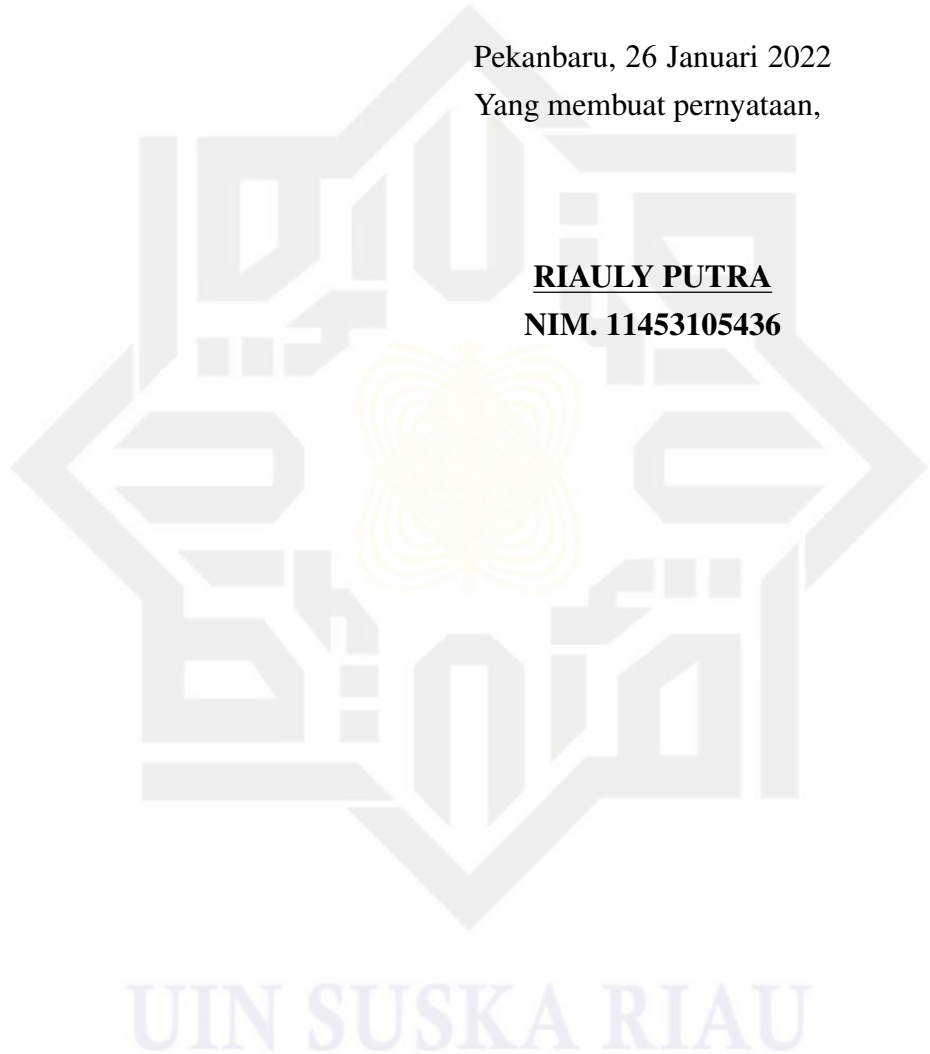 Pekanbaru, 26 Januari 2022
Yang membuat pernyataan,
RIAULY PUTRA
NIM. 11453105436
UIN SUSKA RIAU